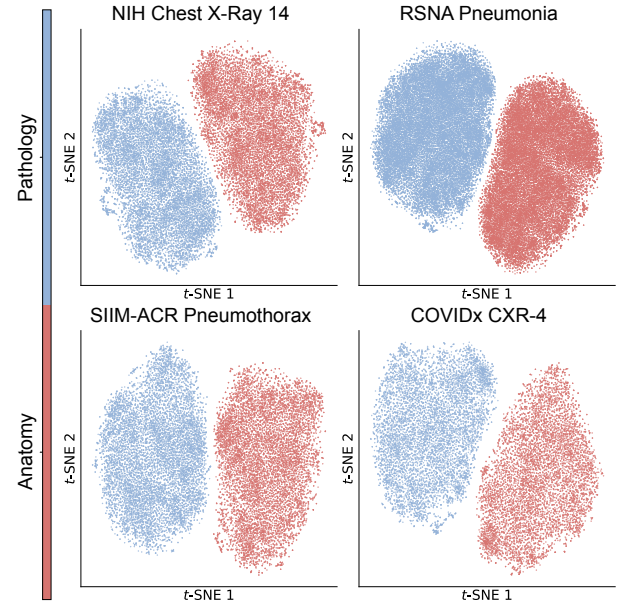 NIH Chest X-Ray 14
RSNA Pneumonia
Pathology
t-SNE 2
t-SNE 2
t-SNE 1
t-SNE 1
SIIM-ACR Pneumothorax
COVIDx CXR-4
Anatomy
t-SNE 2
t-SNE 2
t-SNE 1
t-SNE 1